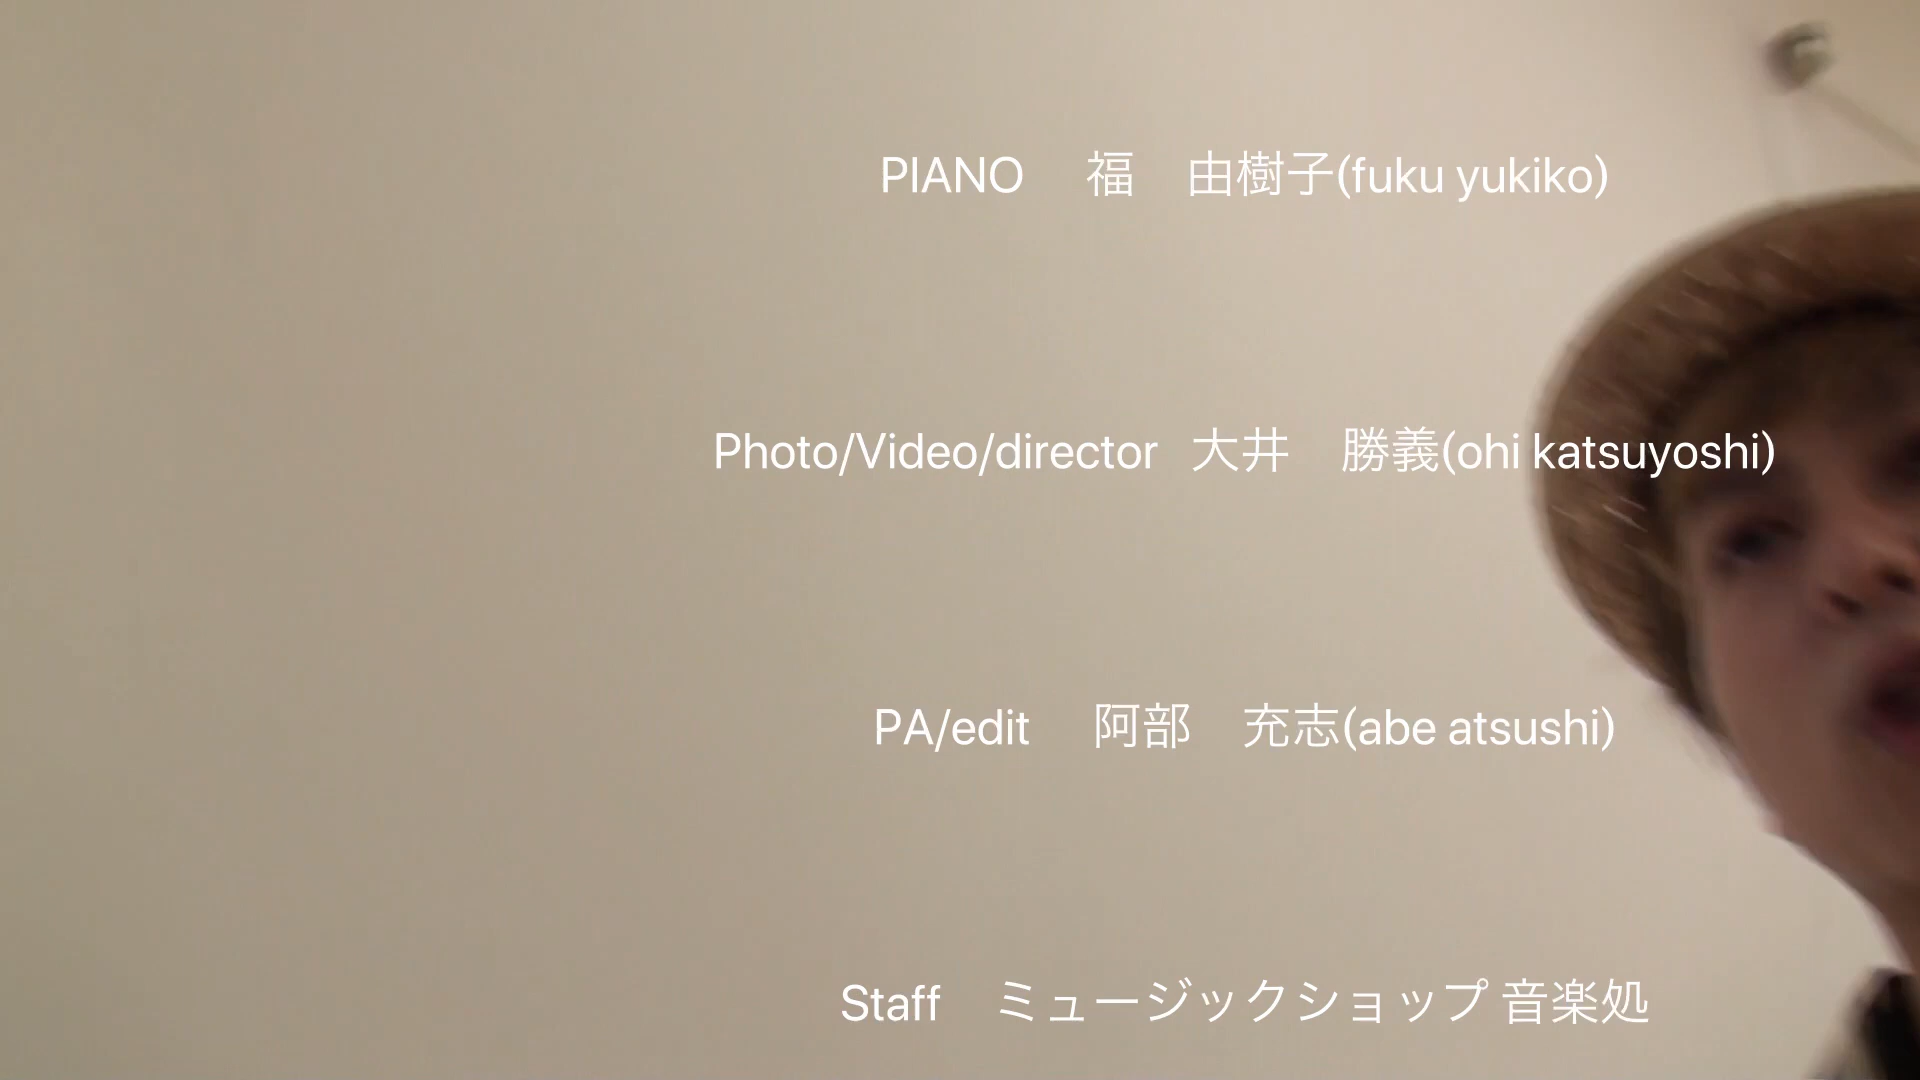 PIANO 福 由樹子(fuku yukiko)
Photo/Video/director 大井 勝義(ohi katsuyoshi)
PA/edit 阿部 充志(abe atsushi)
Staff ミュージックショップ 音楽処